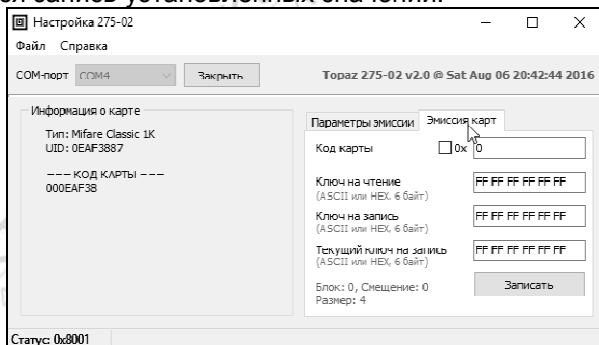 ся запись установленных значений.
Настройка 275-02
Файл Справка
COM-порт COM4 Закрыть Topaz 275-02 v2.0 @ Sat Aug 06 20:42:44 2016
Информация о карте
Тип: Mifare Classic 1K
UID: 0EAF3887
--- КОД КАРТЫ ---
000EAF38
Параметры эмиссии Эмиссия карт
Код карты 0x 0
Ключ на чтение FF FF FF FF FF FF
(ASCII или HEX, 6 байт)
Ключ на запись FF FF FF FF FF FF
(ASCII или HEX, 6 байт)
Текущий ключ на запись FF FF FF FF FF FF
(ASCII или HEX, 6 байт)
Блок: 0, Смещение: 0
Размер: 4
Записать
Статус: 0x8001